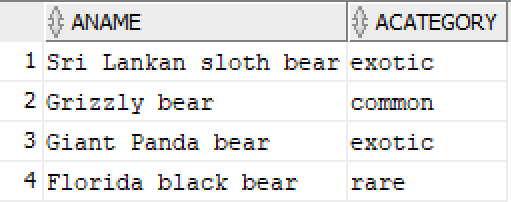 ANAME ACATEGORY
1 Sri Lankan sloth bear exotic
2 Grizzly bear common
3 Giant Panda bear exotic
4 Florida black bear rare